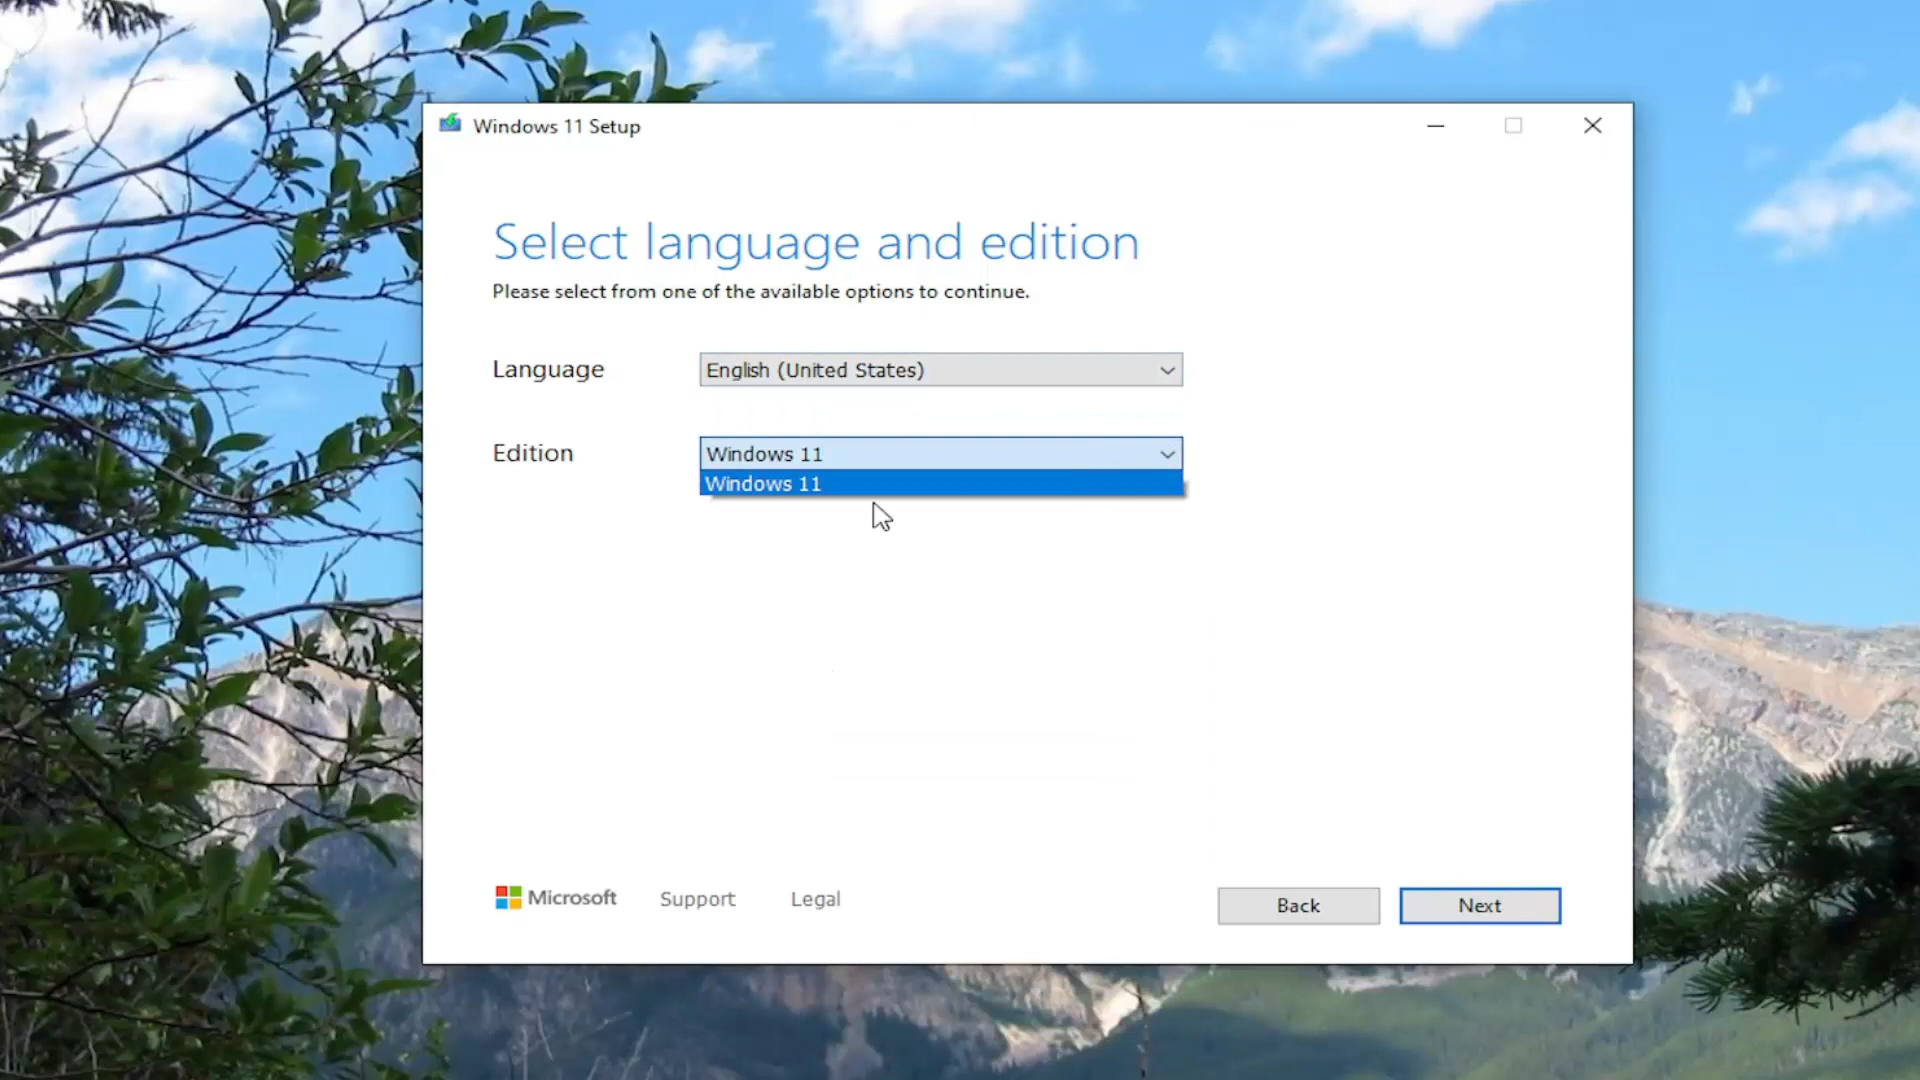 Windows 11 Setup
Select language and edition
Please select from one of the available options to continue.
Language English (United States)
Edition Windows 11
Windows 11
Microsoft Support Legal Back Next